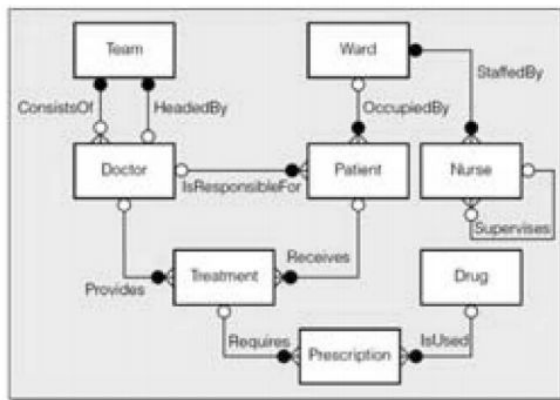 Team
Ward
StaffedBy
ConsistsOf
HeadedBy
OccupiedBy
Doctor
Patient
Nurse
IsResponsibleFor
Supervises
Receives
Treatment
Drug
Provides
Requires
IsUsed
Prescription